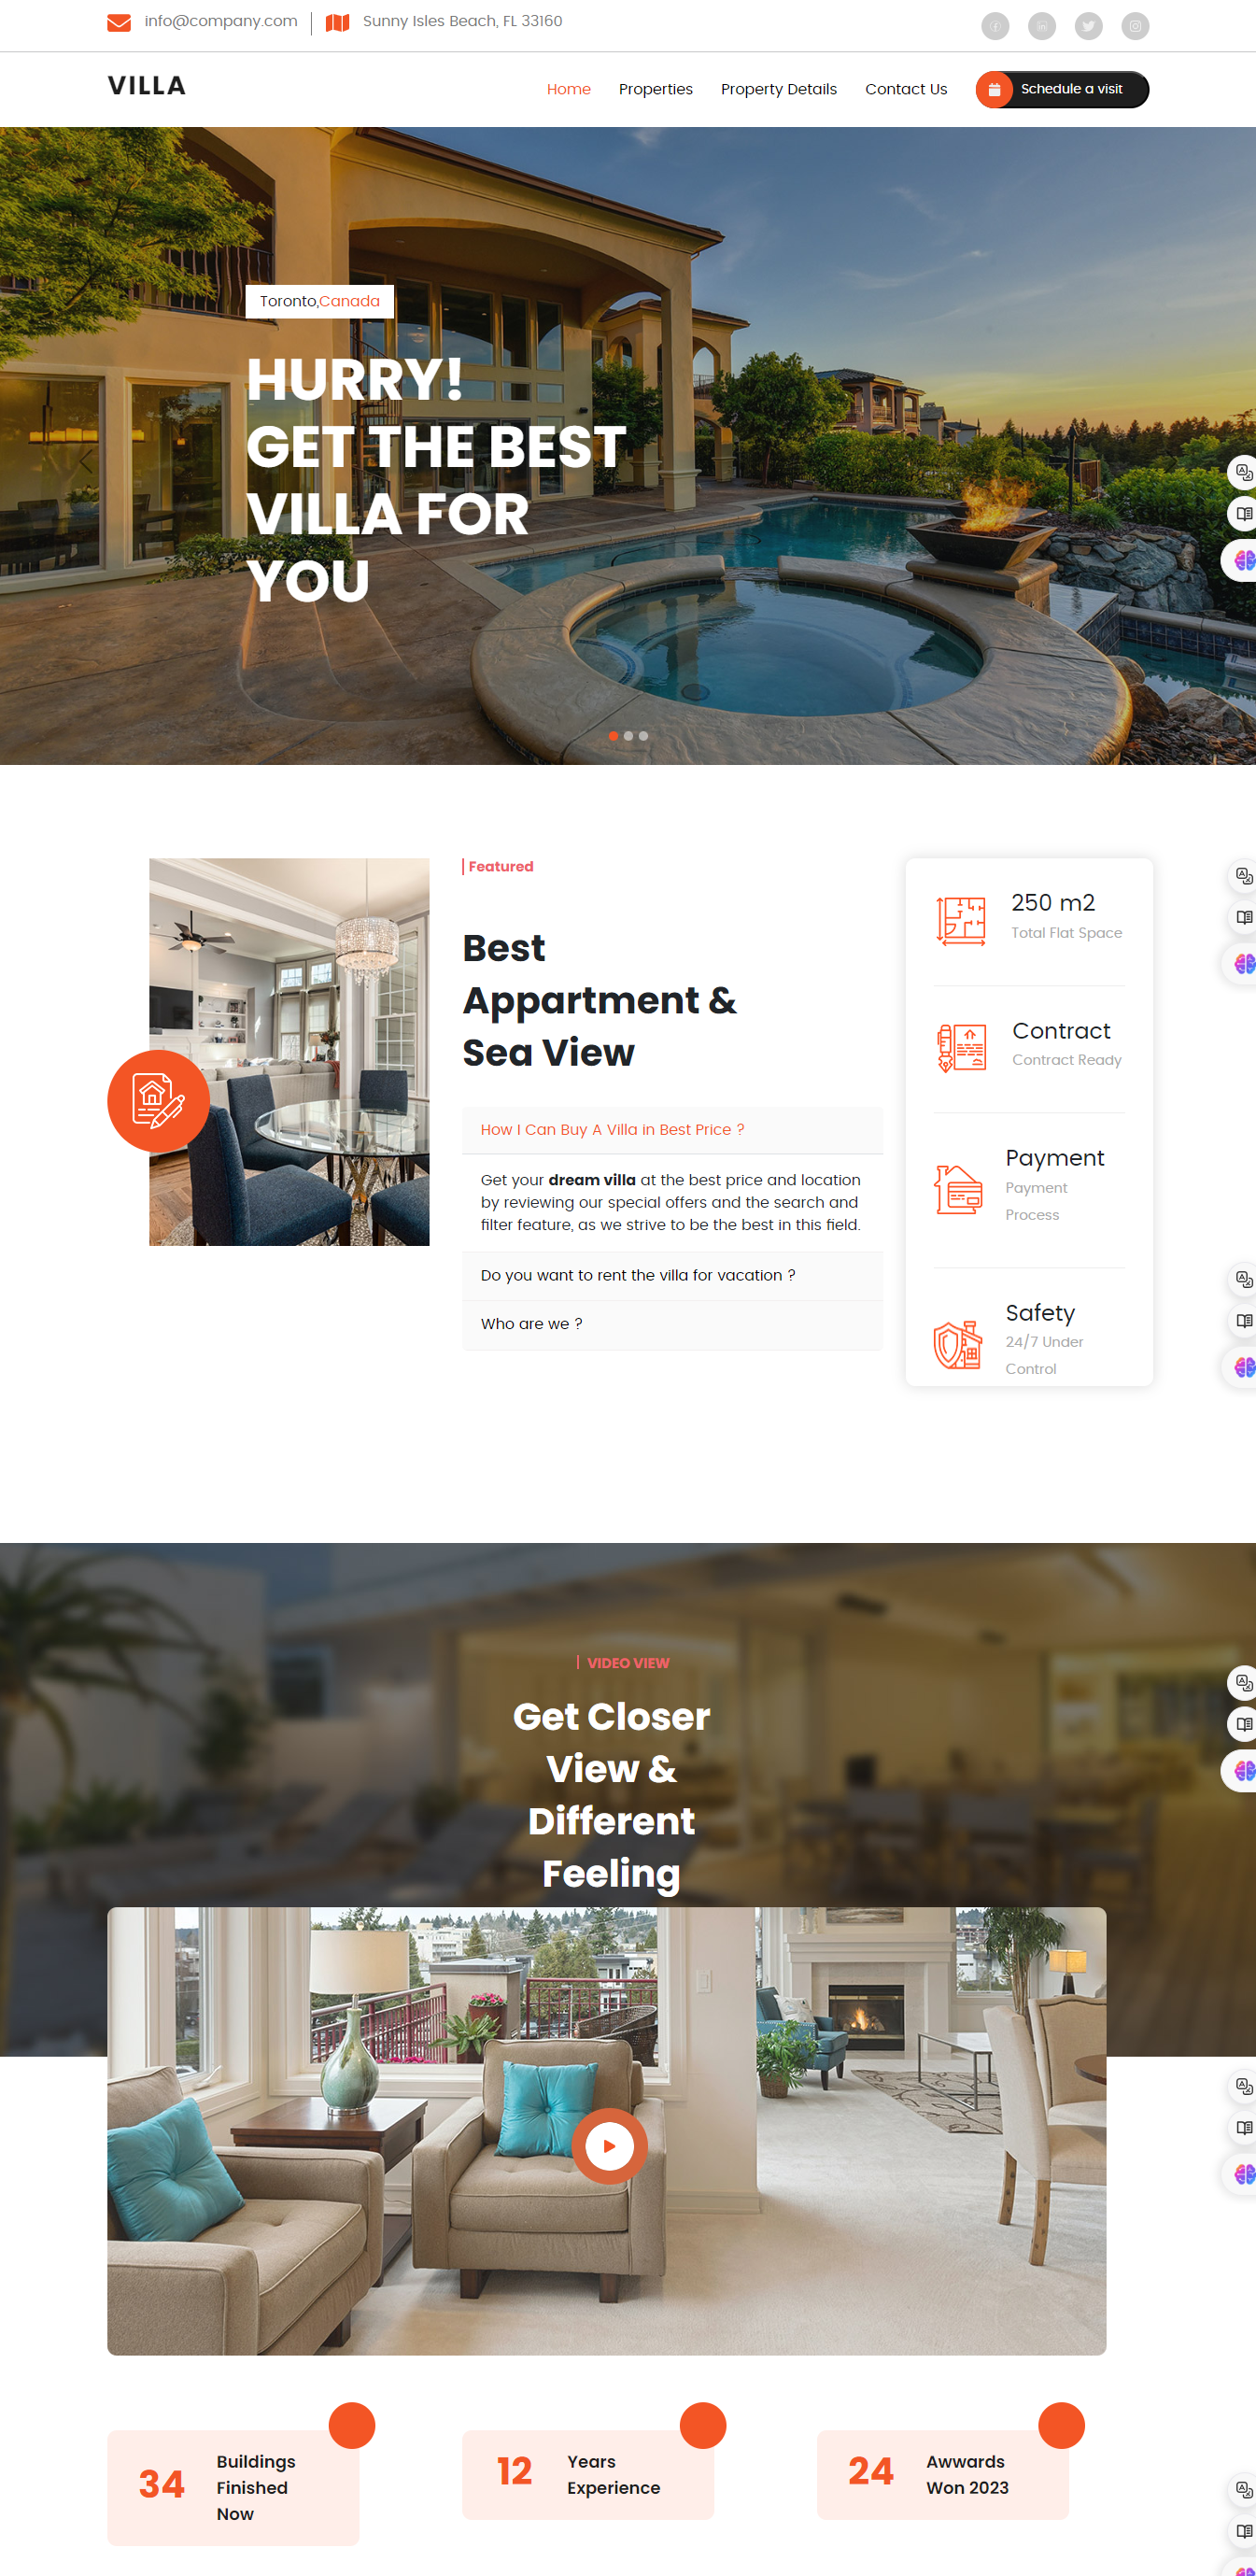 info@company.com
Sunny Isles Beach, FL 33160
VILLA
Home
Properties
Property Details
Contact Us
Schedule a visit
Toronto,Canada
HURRY!
GET THE BEST
VILLA FOR
YOU
Featured
Best
Appartment &
Sea View
How I Can Buy A Villa in Best Price ?
Get your dream villa at the best price and location
by reviewing our special offers and the search and
filter feature, as we strive to be the best in this field.
Do you want to rent the villa for vacation ?
Who are we ?
250 m2
Total Flat Space
Contract
Contract Ready
Payment
Payment
Process
Safety
24/7 Under
Control
VIDEO VIEW
Get Closer
View &
Different
Feeling
34
Buildings
Finished
Now
12
Years
Experience
24
Awwards
Won 2023